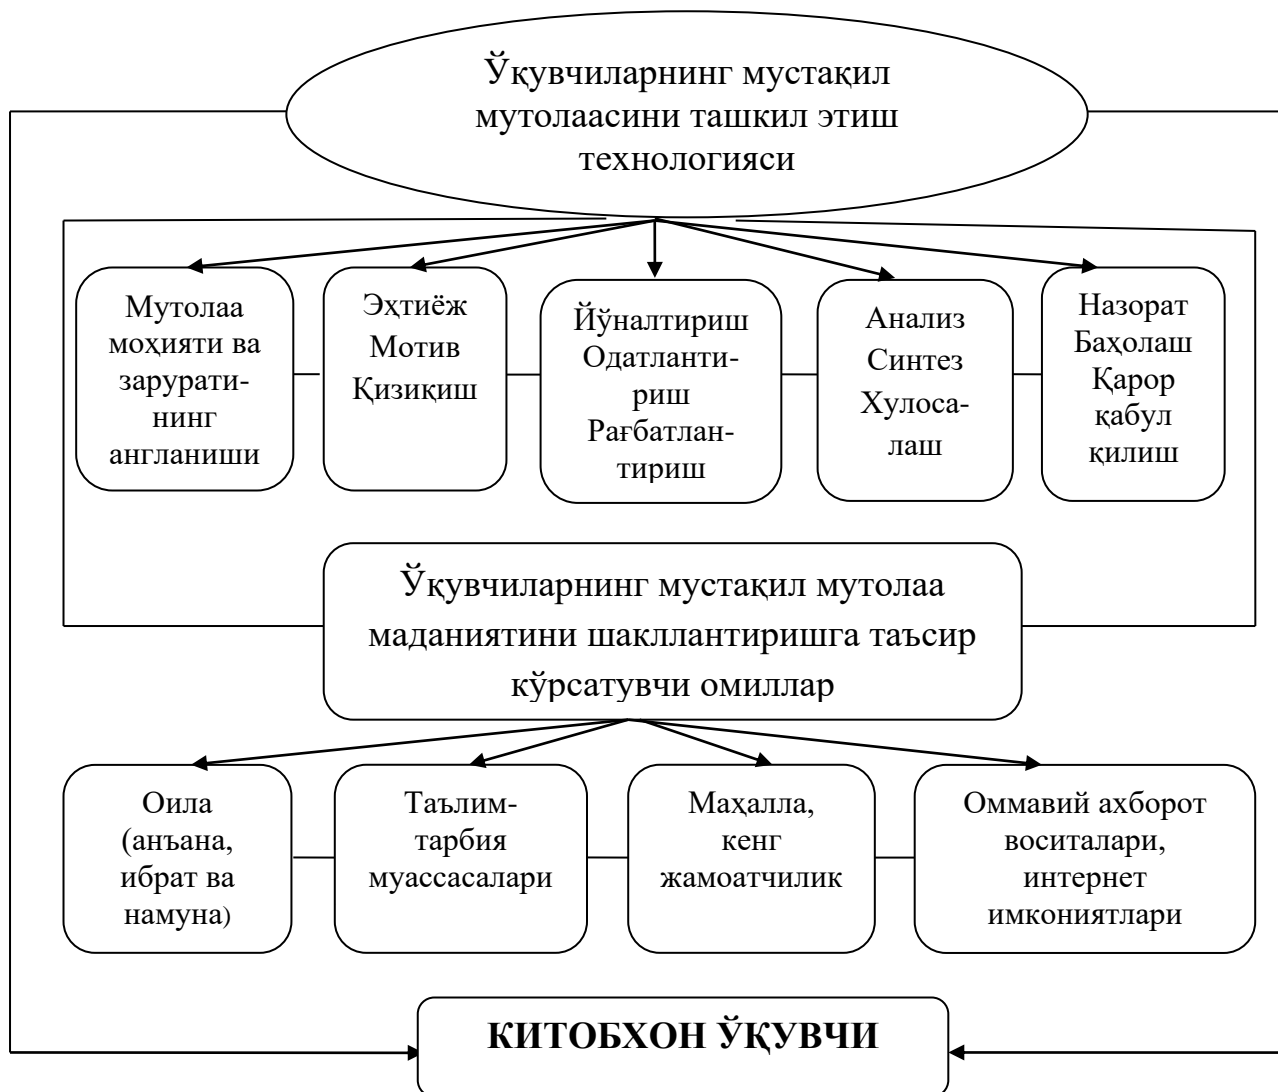 Ўқувчиларнинг мустақил
мутолаасини ташкил этиш
технологияси
Мутолаа
моҳияти ва
зарурати-
нинг
англаниши
Эҳтиёж
Мотив
Қизиқиш
Йўналтириш
Одатланти-
риш
Рағбатлан-
тириш
Анализ
Синтез
Хулоса-
лаш
Назорат
Баҳолаш
Қарор
қабул
қилиш
Ўқувчиларнинг мустақил мутолаа
маданиятини шакллантиришга таъсир
кўрсатувчи омиллар
Оила
(анъана,
ибрат ва
намуна)
Таълим-
тарбия
муассасалари
Маҳалла,
кенг
жамоатчилик
Оммавий ахборот
воситалари,
интернет
имкониятлари
КИТОБХОН ЎҚУВЧИ